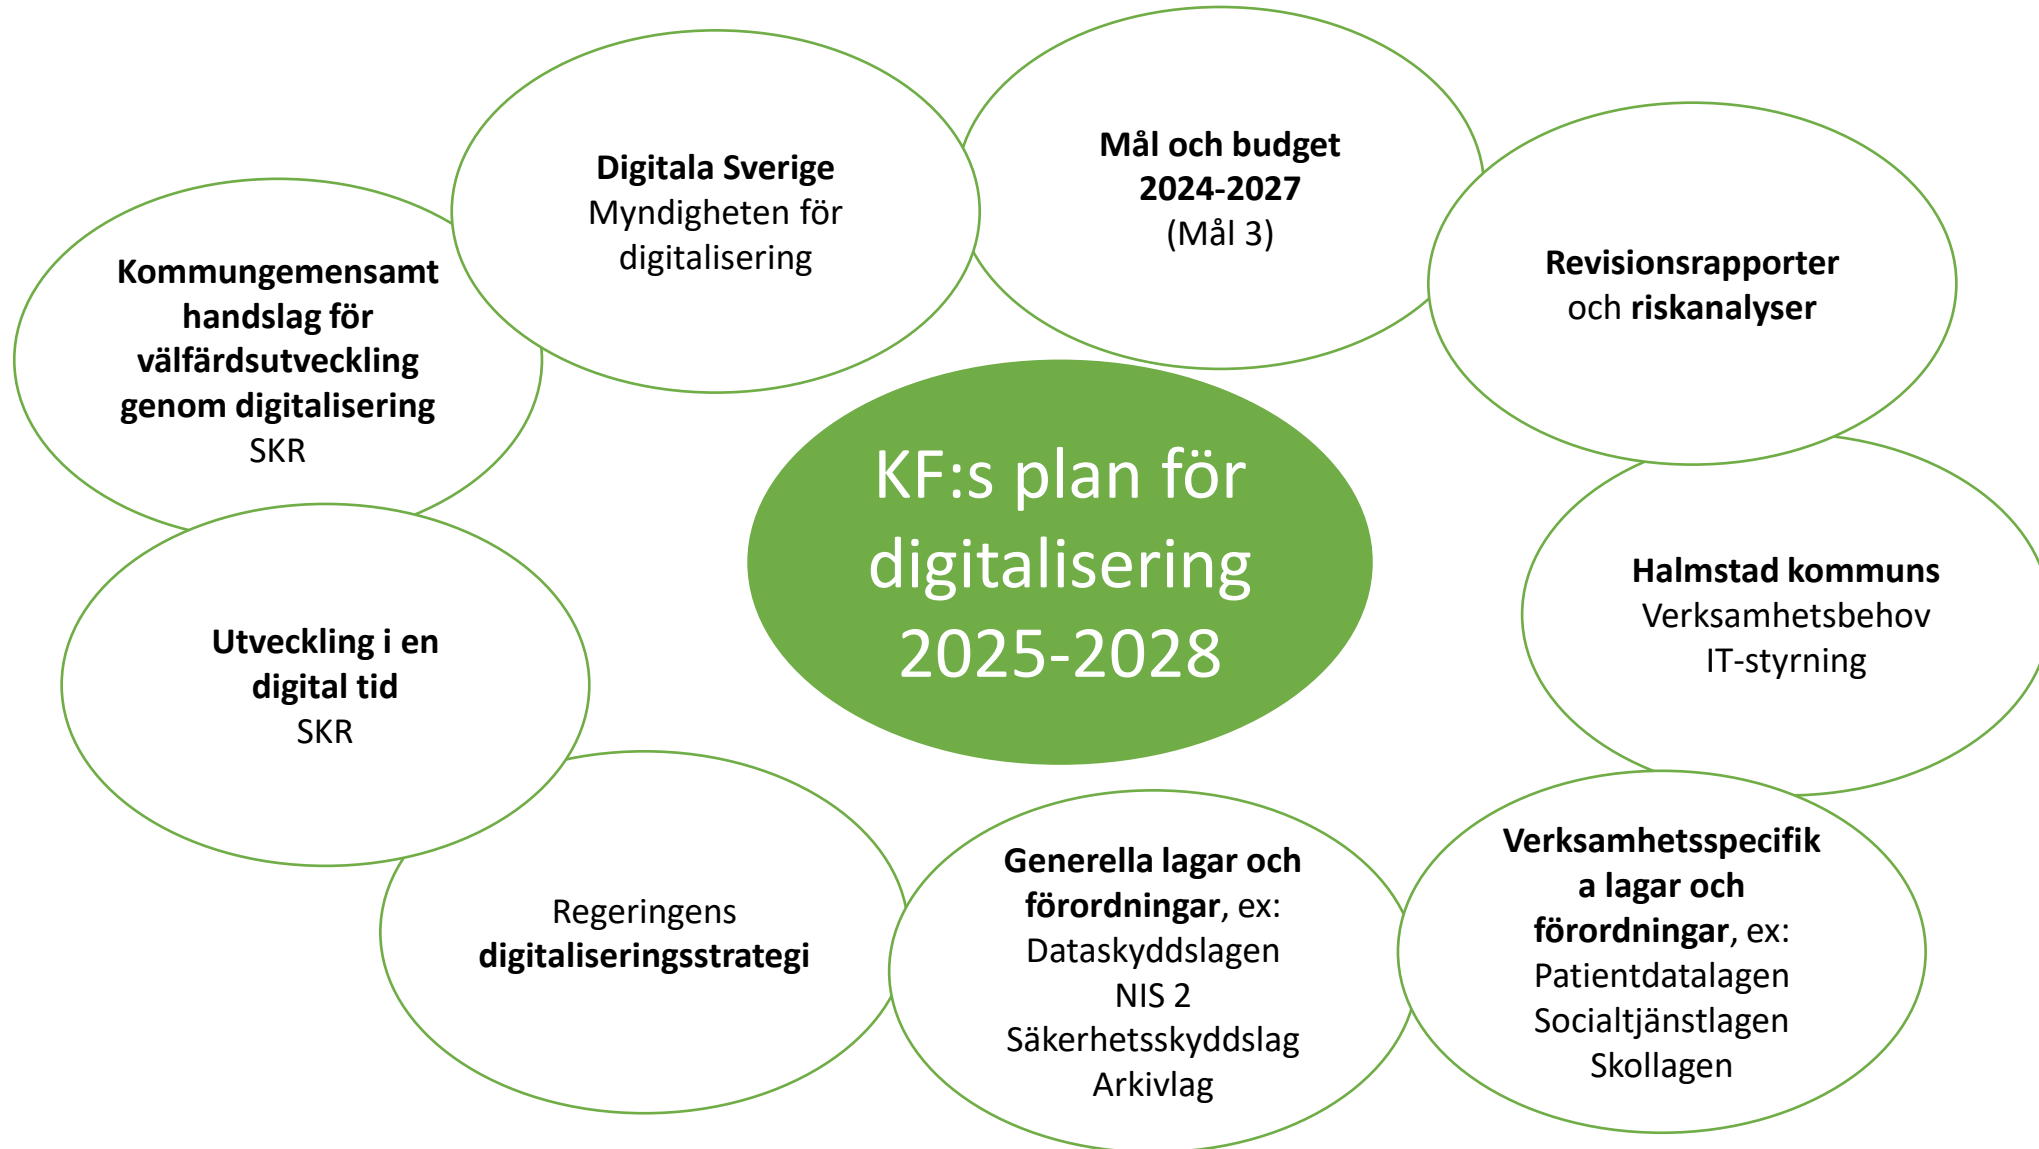 Kommungemensamt
handslag för
välfärdsutveckling
genom digitalisering
SKR
Digitala Sverige
Myndigheten för
digitalisering
Mål och budget
2024-2027
(Mål 3)
Revisionsrapporter
och riskanalyser
KF:s plan för
digitalisering
2025-2028
Halmstad kommuns
Verksamhetsbehov
IT-styrning
Utveckling i en
digital tid
SKR
Regeringens
digitaliseringsstrategi
Generella lagar och
förordningar, ex:
Dataskyddslagen
NIS 2
Säkerhetsskyddslag
Arkivlag
Verksamhetsspecifik
a lagar och
förordningar, ex:
Patientdatalagen
Socialtjänstlagen
Skollagen